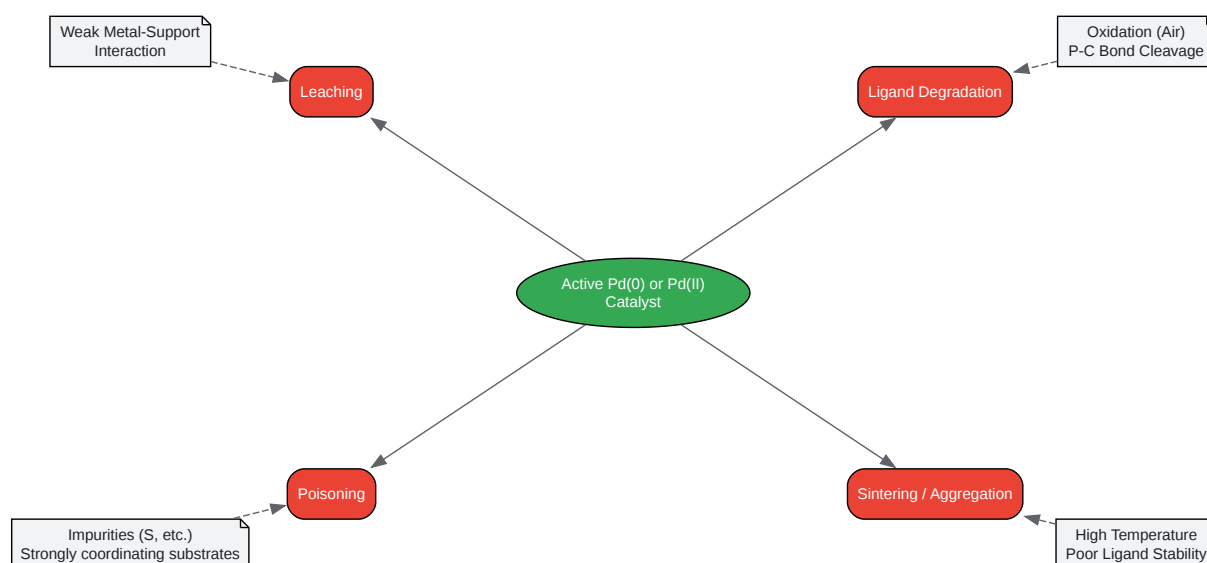 Weak Metal-Support
Interaction
Oxidation (Air)
P-C Bond Cleavage
Leaching
Ligand Degradation
Active Pd(0) or Pd(II)
Catalyst
Poisoning
Sintering / Aggregation
Impurities (S, etc.)
Strongly coordinating substrates
High Temperature
Poor Ligand Stability